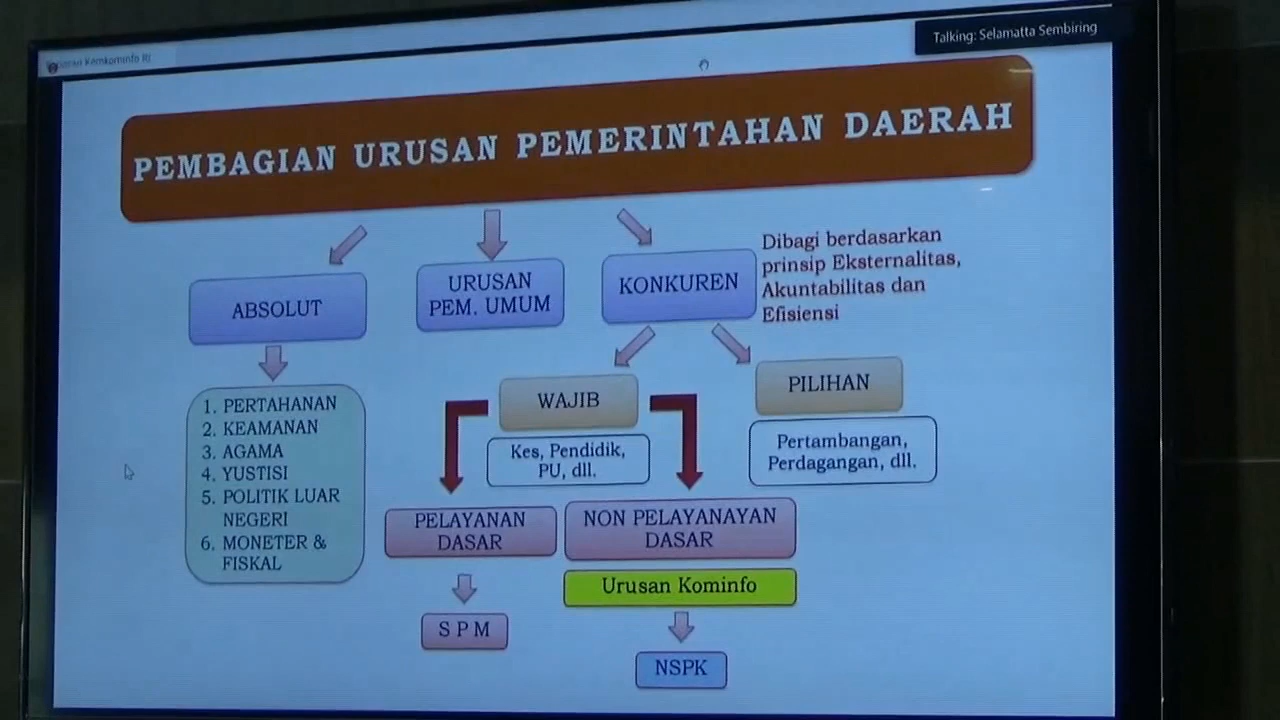 Kemkominfo RI
Talking: Selamatta Sembiring
PEMBAGIAN URUSAN PEMERINTAHAN DAERAH
ABSOLUT
URUSAN
PEM. UMUM
KONKUREN
Dibagi berdasarkan
prinsip Eksternalitas,
Akuntabilitas dan
Efisiensi
1. PERTAHANAN
2. KEAMANAN
3. AGAMA
4. YUSTISI
5. POLITIK LUAR
NEGERI
6. MONETER &
FISKAL
WAJIB
Kes, Pendidik,
PU, dll.
PILIHAN
Pertambangan,
Perdagangan, dll.
PELAYANAN
DASAR
S P M
NON PELAYANAYAN
DASAR
Urusan Kominfo
NSPK